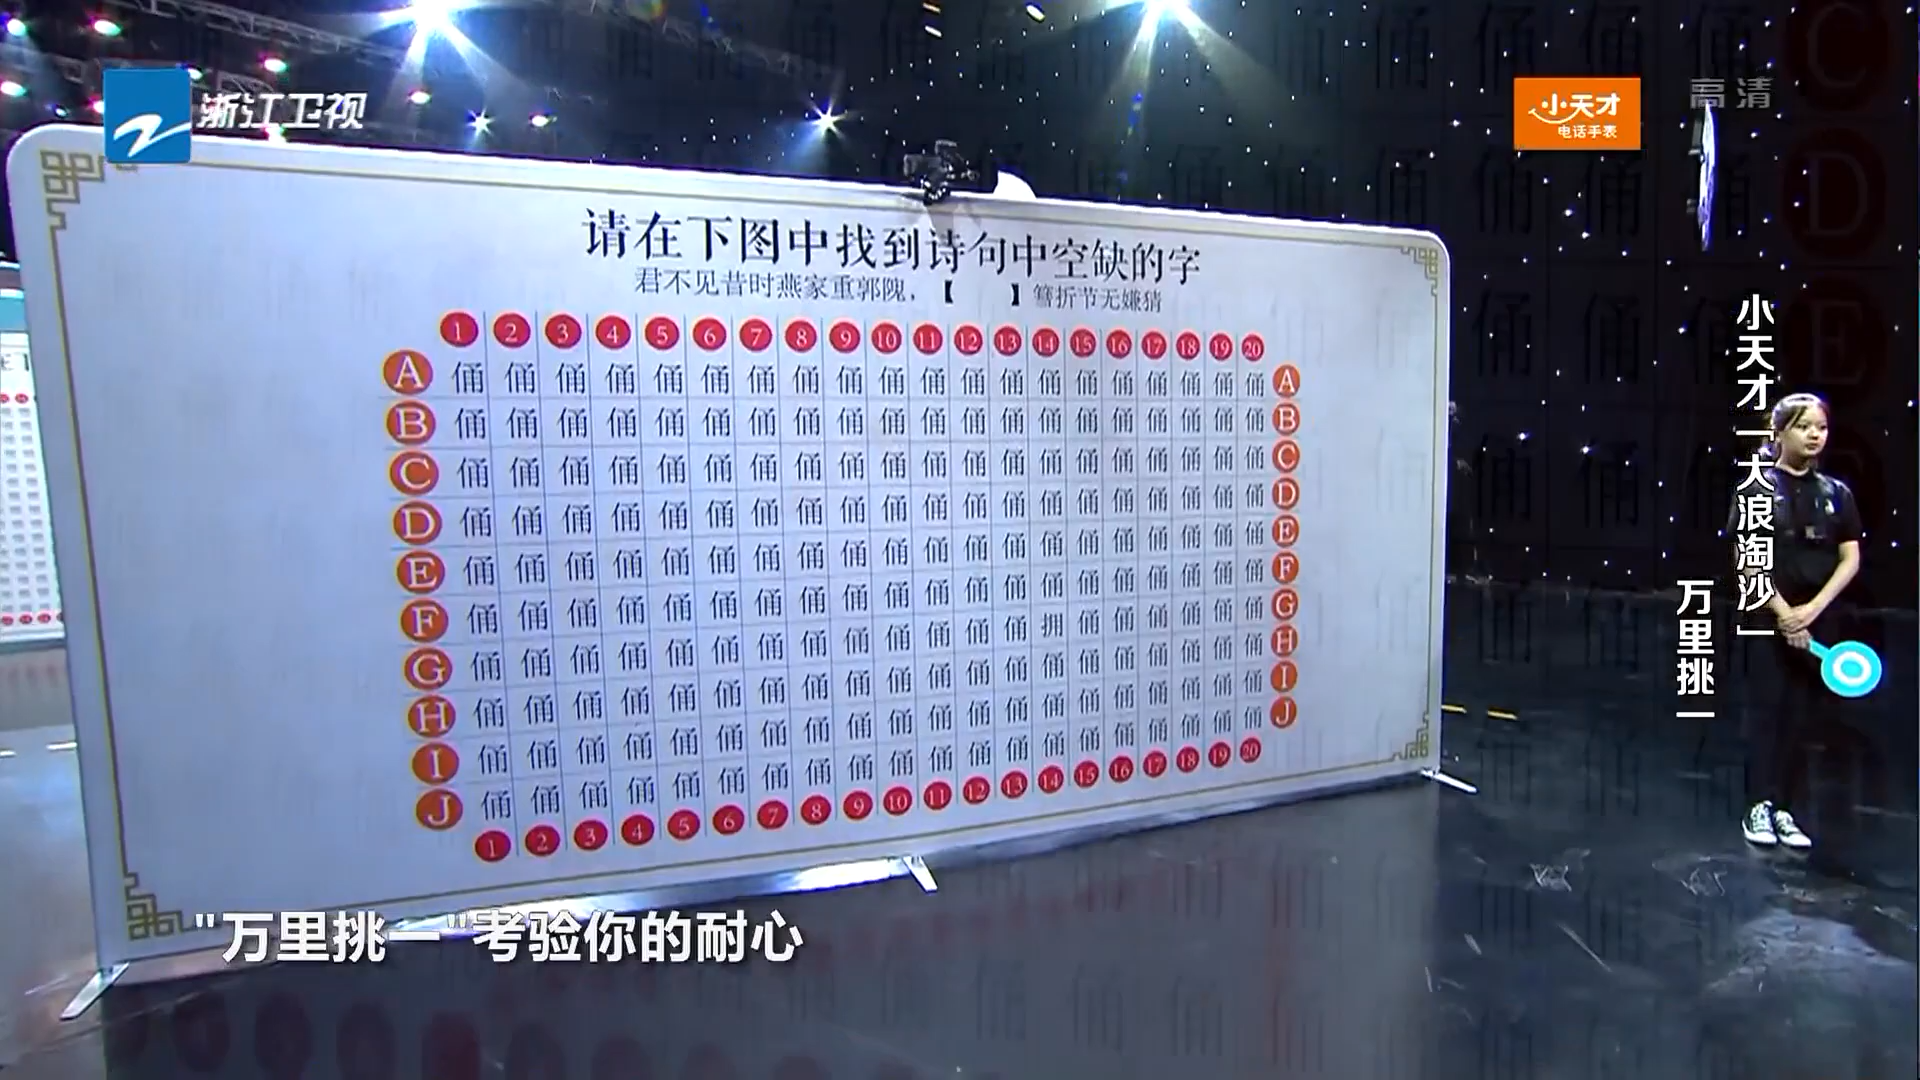 浙江卫视
小天才
电话手表
高清
请在下图中找到诗句中空缺的字
君不见昔时燕家重郭隗，【 】篲折节无嫌猜
1 2 3 4 5 6 7 8 9 10 11 12 13 14 15 16 17 18 19 20
A 俑 俑 俑 俑 俑 俑 俑 俑 俑 俑 俑 俑 俑 俑 俑 俑 俑 俑 俑 俑 A
B 俑 俑 俑 俑 俑 俑 俑 俑 俑 俑 俑 俑 俑 俑 俑 俑 俑 俑 俑 俑 B
C 俑 俑 俑 俑 俑 俑 俑 俑 俑 俑 俑 俑 俑 俑 俑 俑 俑 俑 俑 俑 C
D 俑 俑 俑 俑 俑 俑 俑 俑 俑 俑 俑 俑 俑 俑 俑 俑 俑 俑 俑 俑 D
E 俑 俑 俑 俑 俑 俑 俑 俑 俑 俑 俑 俑 俑 俑 俑 俑 俑 俑 俑 俑 E
F 俑 俑 俑 俑 俑 俑 俑 俑 俑 俑 俑 俑 俑 俑 俑 俑 俑 俑 俑 俑 F
G 俑 俑 俑 俑 俑 俑 俑 俑 俑 俑 俑 俑 俑 拥 俑 俑 俑 俑 俑 俑 G
H 俑 俑 俑 俑 俑 俑 俑 俑 俑 俑 俑 俑 俑 俑 俑 俑 俑 俑 俑 俑 H
I 俑 俑 俑 俑 俑 俑 俑 俑 俑 俑 俑 俑 俑 俑 俑 俑 俑 俑 俑 俑 I
J 俑 俑 俑 俑 俑 俑 俑 俑 俑 俑 俑 俑 俑 俑 俑 俑 俑 俑 俑 俑 J
1 2 3 4 5 6 7 8 9 10 11 12 13 14 15 16 17 18 19 20
小天才「大浪淘沙」
万里挑一
"万里挑一"考验你的耐心